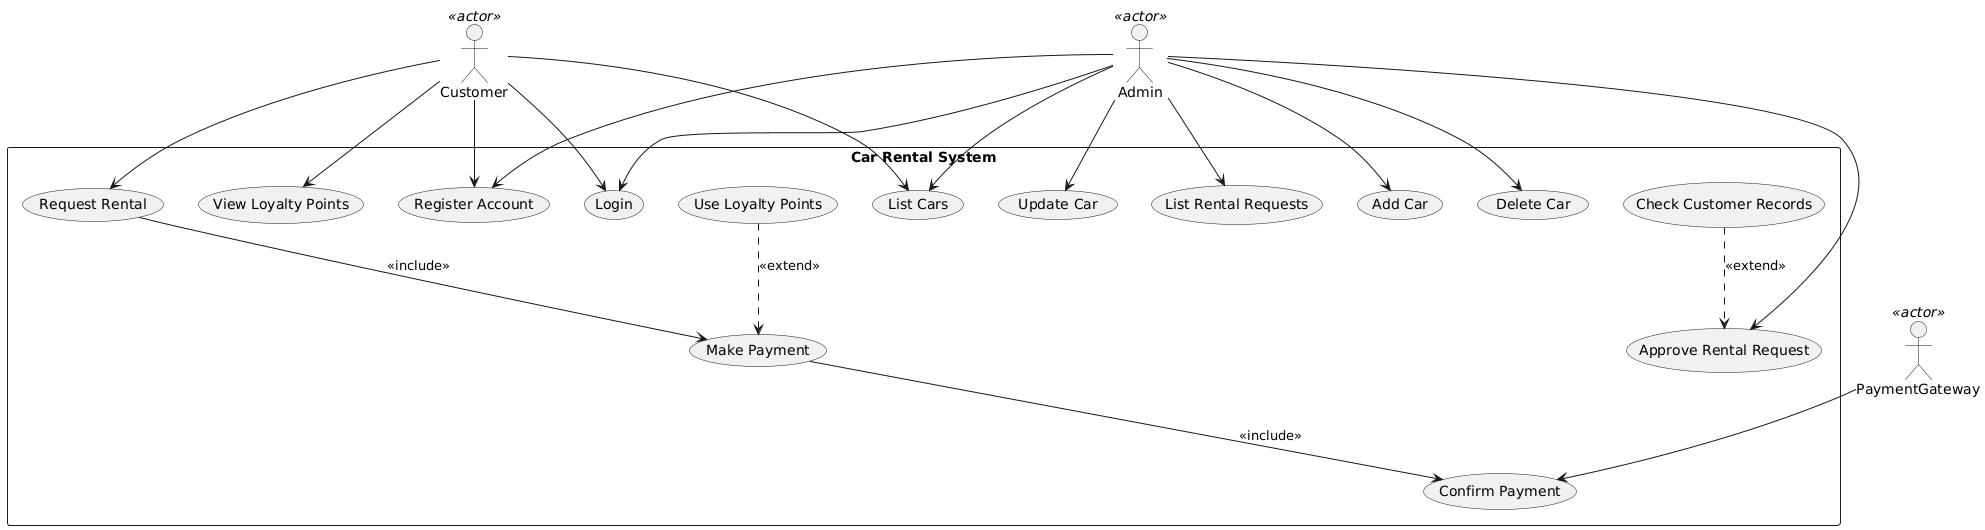 «actor»
«actor»
Customer
Admin
Car Rental System
Request Rental
View Loyalty Points
Register Account
Login
Use Loyalty Points
List Cars
Update Car
List Rental Requests
Add Car
Delete Car
Check Customer Records
«include»
«extend»
«extend»
«actor»
Make Payment
Approve Rental Request
PaymentGateway
«include»
Confirm Payment